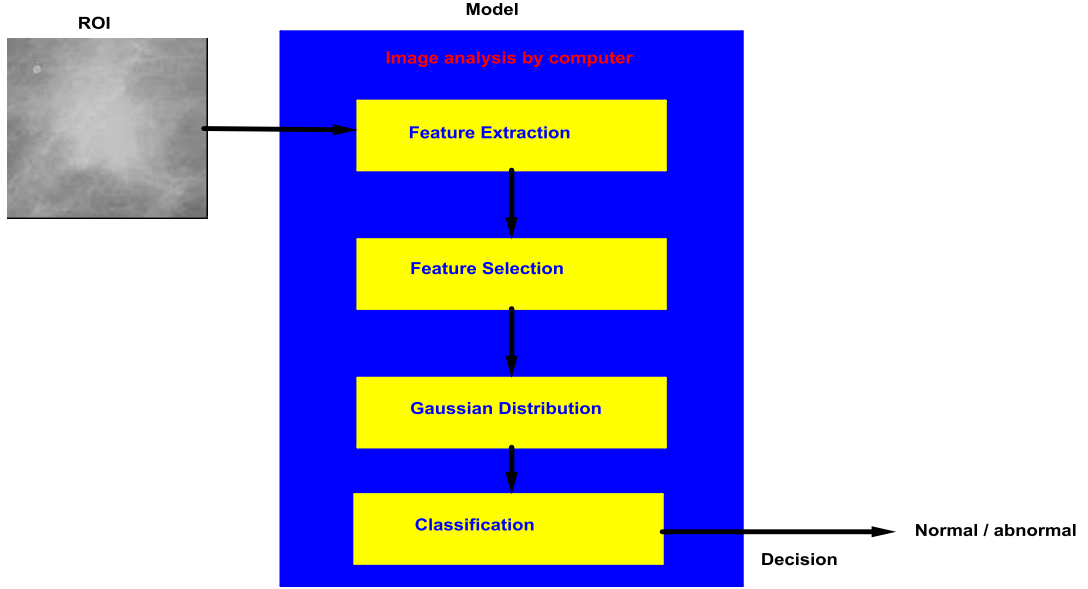 Model
ROI
Image analysis by computer
Feature Extraction
Feature Selection
Gaussian Distribution
Classification
Normal / abnormal
Decision